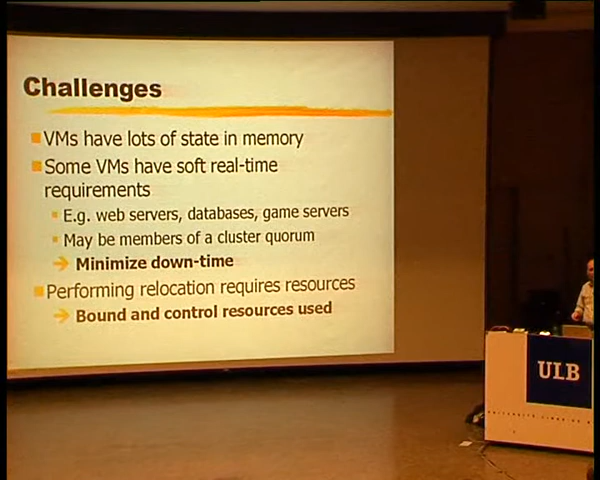 Challenges
VMs have lots of state in memory
Some VMs have soft real-time
requirements
E.g. web servers, databases, game servers
May be members of a cluster quorum
Minimize down-time
Performing relocation requires resources
Bound and control resources used
ULB